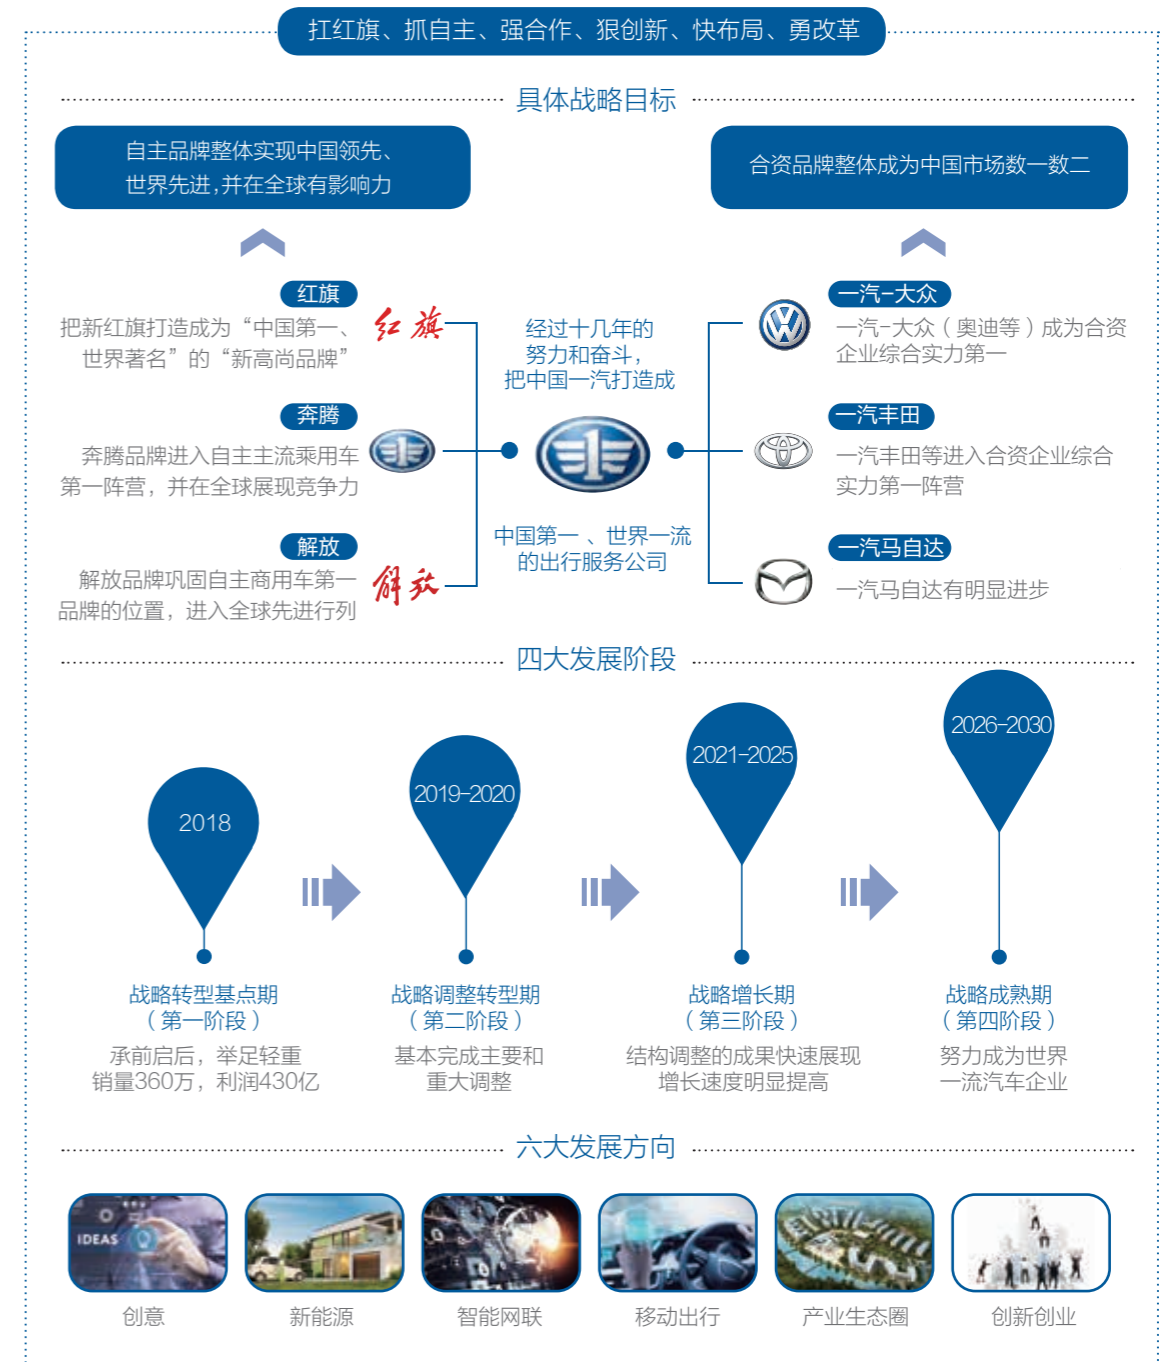 扛红旗、抓自主、强合作、狠创新、快布局、勇改革
具体战略目标
自主品牌整体实现中国领先、
世界先进,并在全球有影响力
合资品牌整体成为中国市场数一数二
红旗
把新红旗打造成为“中国第一、
世界著名”的“新高尚品牌”
红旗
奔腾
奔腾品牌进入自主主流乘用车
第一阵营，并在全球展现竞争力
解放
解放品牌巩固自主商用车第一
品牌的位置，进入全球先进行列
解放
经过十几年的
努力和奋斗，
把中国一汽打造成
中国第一、世界一流
的出行服务公司
一汽-大众
一汽-大众（奥迪等）成为合资
企业综合实力第一
一汽丰田
一汽丰田等进入合资企业综合
实力第一阵营
一汽马自达
一汽马自达有明显进步
四大发展阶段
2018
2019-2020
2021-2025
2026-2030
战略转型基点期
（第一阶段）
承前启后，举足轻重
销量360万，利润430亿
战略调整转型期
（第二阶段）
基本完成主要和
重大调整
战略增长期
（第三阶段）
结构调整的成果快速展现
增长速度明显提高
战略成熟期
（第四阶段）
努力成为世界
一流汽车企业
六大发展方向
IDEAS
创意
新能源
智能网联
移动出行
产业生态圈
创新创业